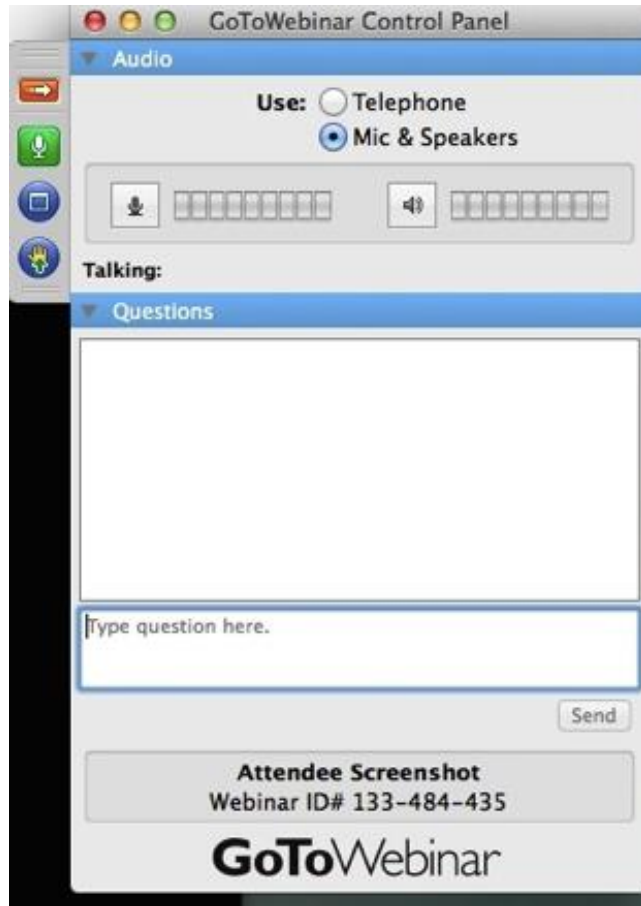 GoToWebinar Control Panel
Audio
Use: Telephone
Mic & Speakers
Talking:
Questions
Type question here.
Send
Attendee Screenshot
Webinar ID# 133-484-435
GoToWebinar